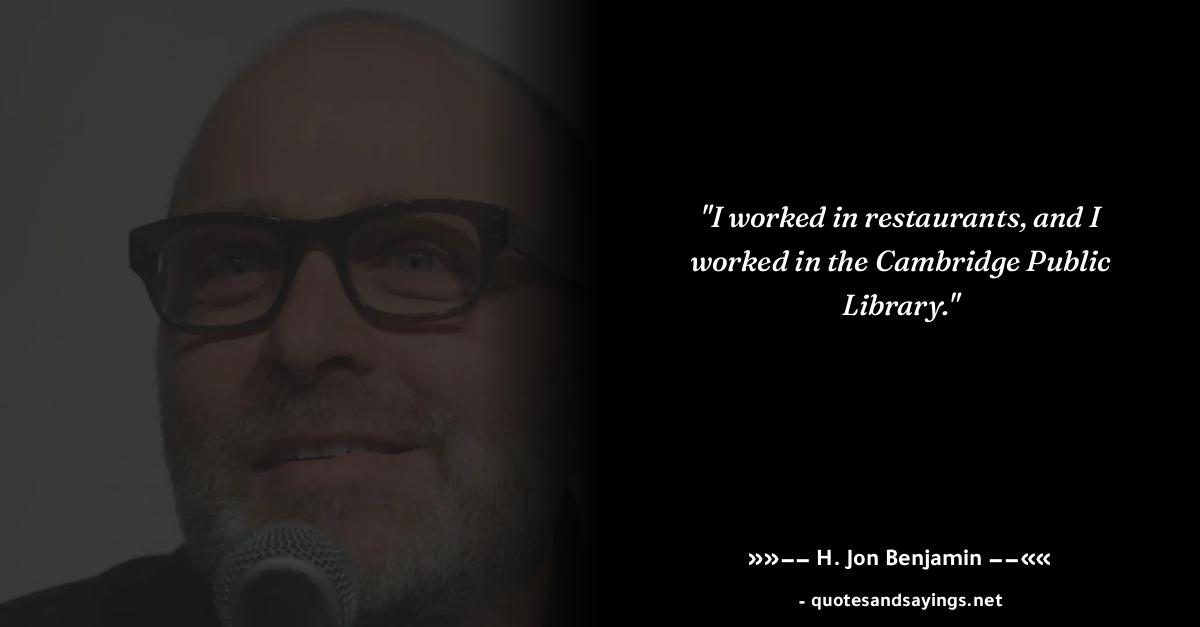 "I worked in restaurants, and I
worked in the Cambridge Public
Library."
»»−− H. Jon Benjamin −−««
- quotesandsayings.net